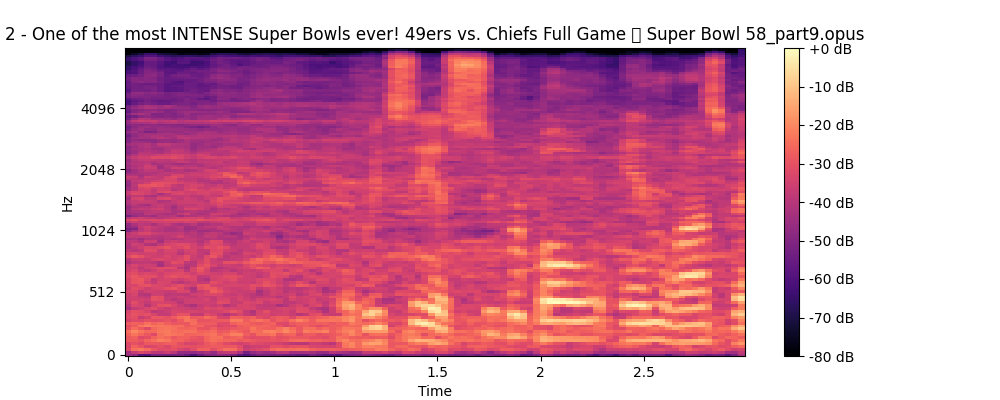 2 - One of the most INTENSE Super Bowls ever! 49ers vs. Chiefs Full Game ▯ Super Bowl 58_part9.opus
+0 dB
4096
-10 dB
-20 dB
2048
-30 dB
Hz
1024
-40 dB
-50 dB
512
-60 dB
-70 dB
0
-80 dB
0 0.5 1 1.5 2 2.5
Time